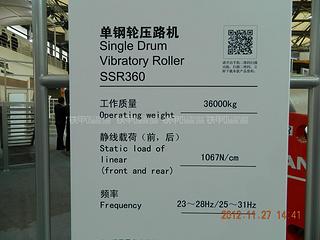 单钢轮压路机
Single Drum
Vibratory Roller
SSR360
工作质量
36000kg
Operating weight
静线载荷（前，后）
Static load of
linear
1067N/cm
(front and rear)
频率
23～28Hz/25～31Hz
Frequency
2012.11.27 14:41